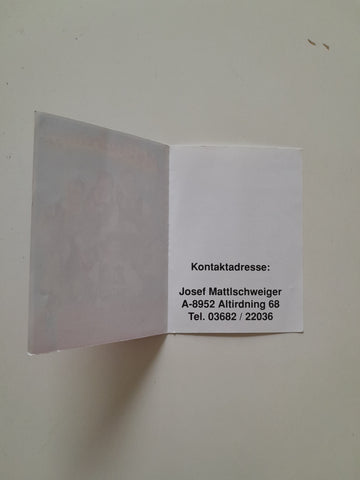 Kontaktadresse:
Josef Mattlschweiger
A-8952 Altirdning 68
Tel. 03682 / 22036